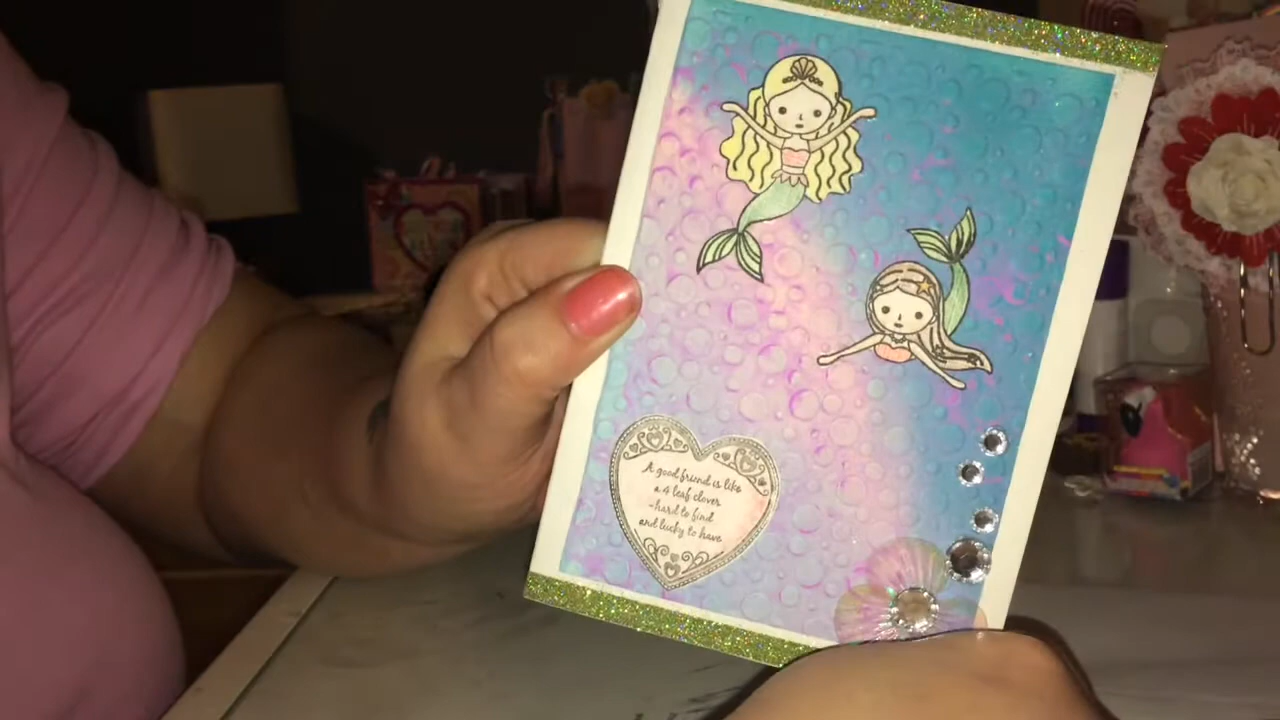 A good friend is like
a 4 leaf clover
-hard to find
and lucky to have